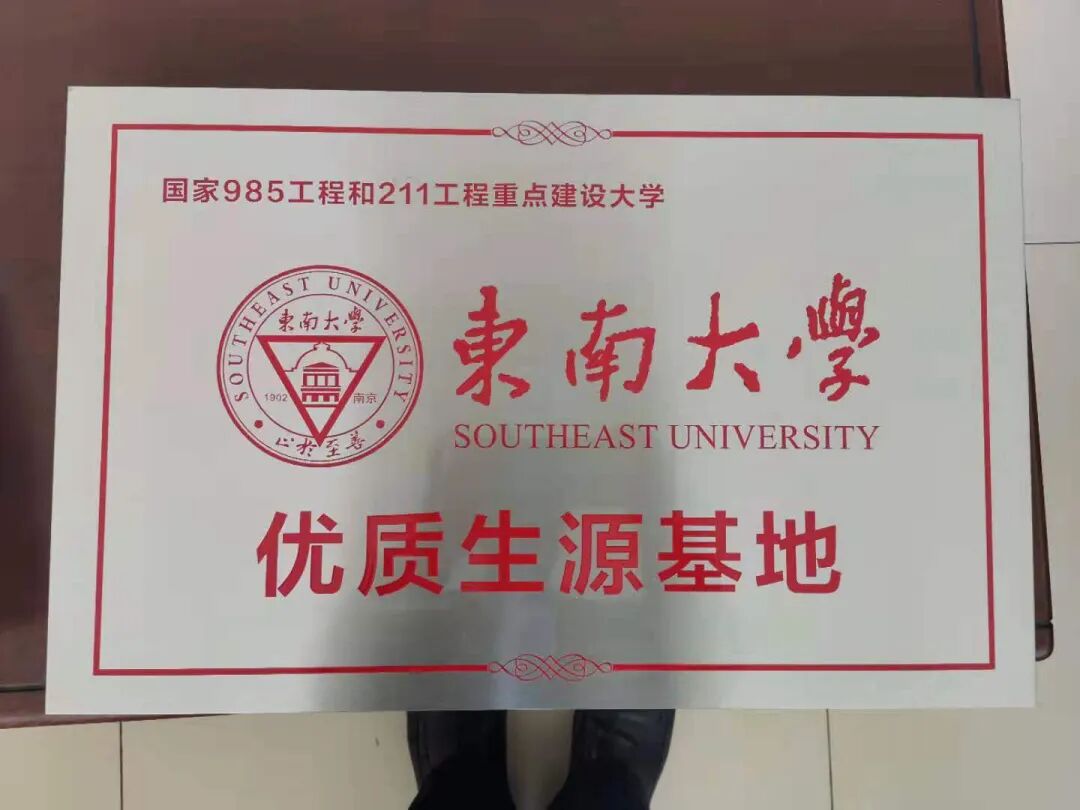 国家985工程和211工程重点建设大学
SOUTHEAST UNIVERSITY
東南大學
1902 南京
止於至善
東南大學
SOUTHEAST UNIVERSITY
优质生源基地